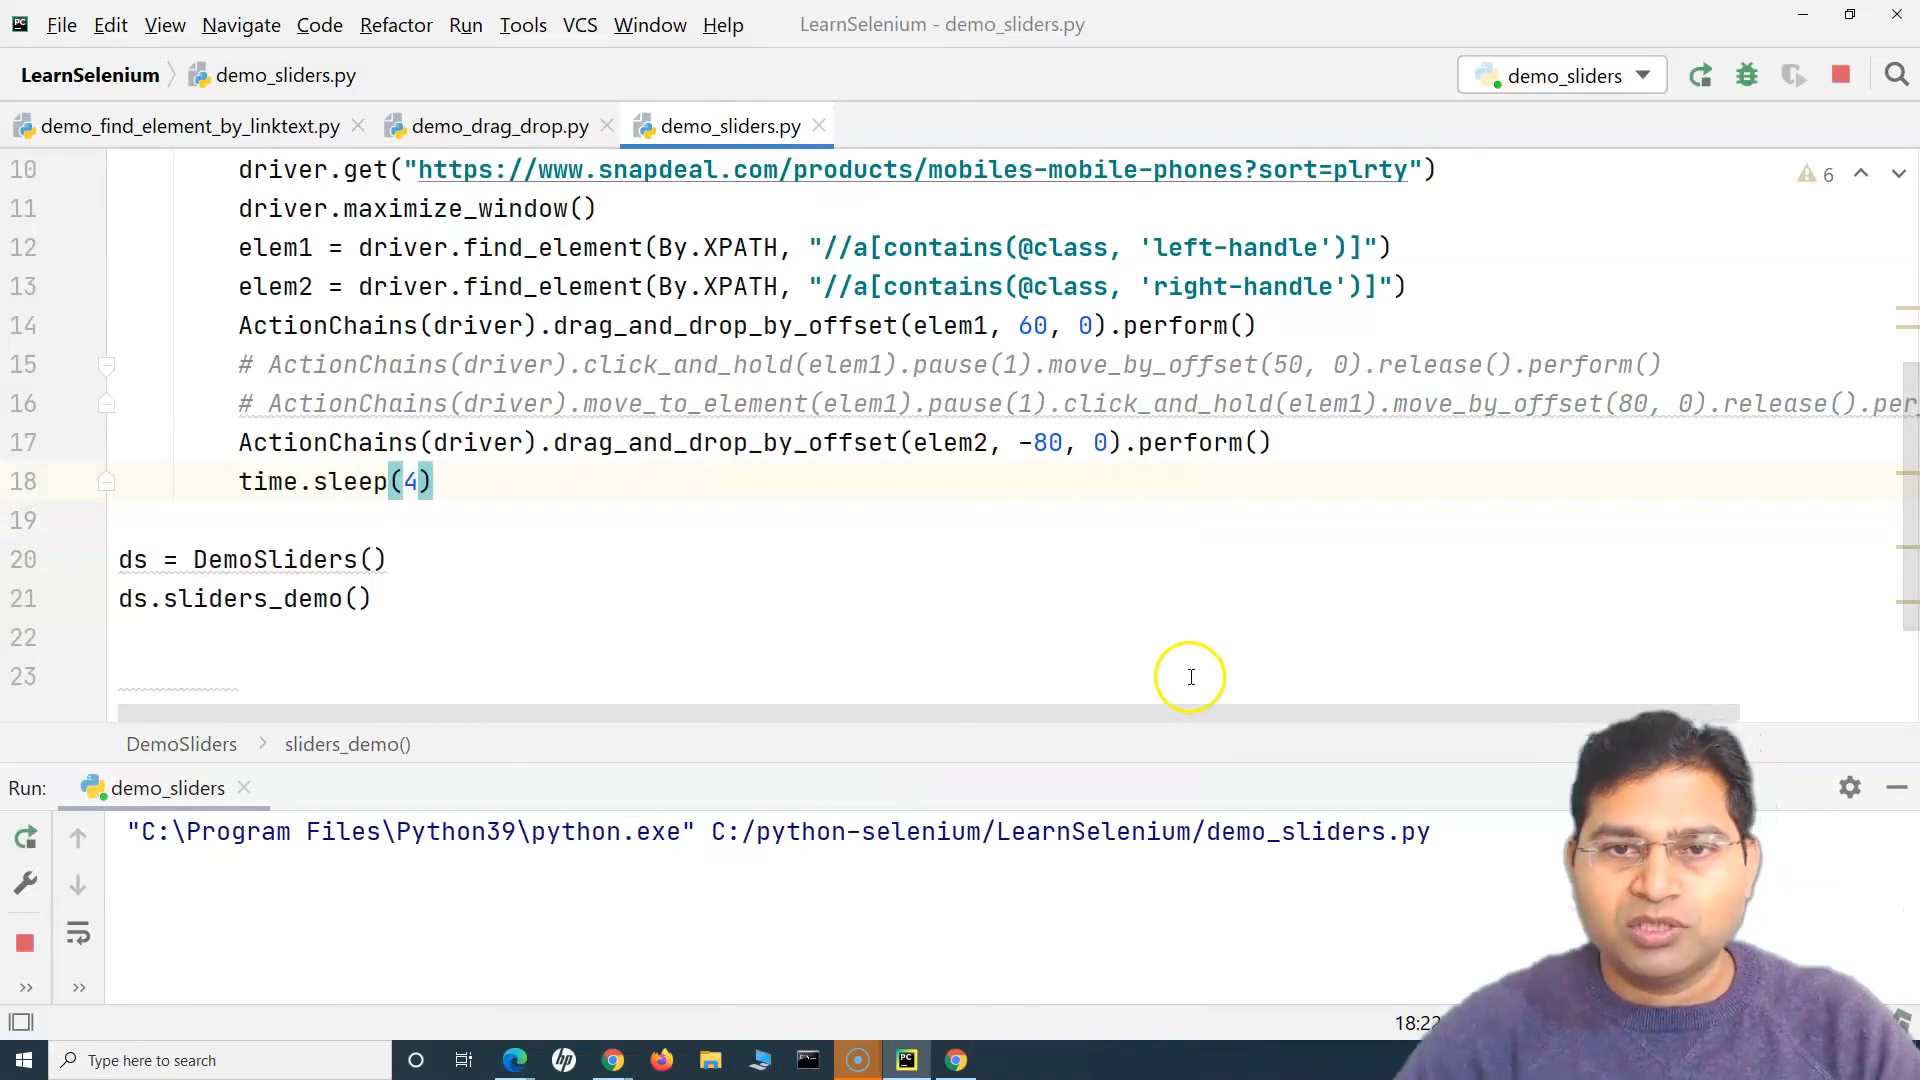 File Edit View Navigate Code Refactor Run Tools VCS Window Help LearnSelenium - demo_sliders.py
LearnSelenium demo_sliders.py demo_sliders
demo_find_element_by_linktext.py demo_drag_drop.py demo_sliders.py
10 driver.get("https://www.snapdeal.com/products/mobiles-mobile-phones?sort=plrty") 6
11 driver.maximize_window()
12 elem1 = driver.find_element(By.XPATH, "//a[contains(@class, 'left-handle')]")
13 elem2 = driver.find_element(By.XPATH, "//a[contains(@class, 'right-handle')]")
14 ActionChains(driver).drag_and_drop_by_offset(elem1, 60, 0).perform()
15 # ActionChains(driver).click_and_hold(elem1).pause(1).move_by_offset(50, 0).release().perform()
16 # ActionChains(driver).move_to_element(elem1).pause(1).click_and_hold(elem1).move_by_offset(80, 0).release().per
17 ActionChains(driver).drag_and_drop_by_offset(elem2, -80, 0).perform()
18 time.sleep(4)
19
20 ds = DemoSliders()
21 ds.sliders_demo()
22
23
DemoSliders sliders_demo()
Run: demo_sliders
"C:\Program Files\Python39\python.exe" C:/python-selenium/LearnSelenium/demo_sliders.py
18:22
Type here to search